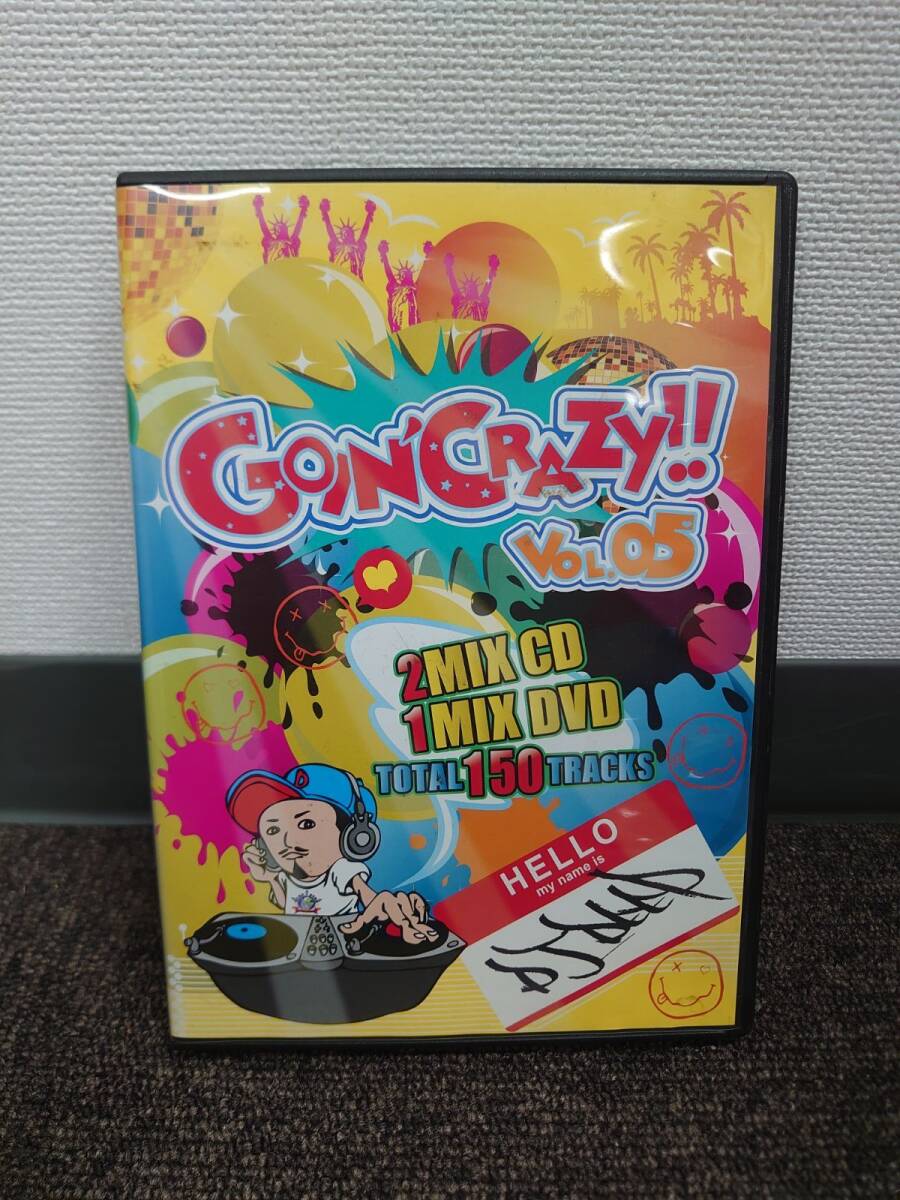 GOIN'CRAZY!!
VOL.05
2MIX CD
1MIX DVD
TOTAL 150 TRACKS
HELLO
my name is